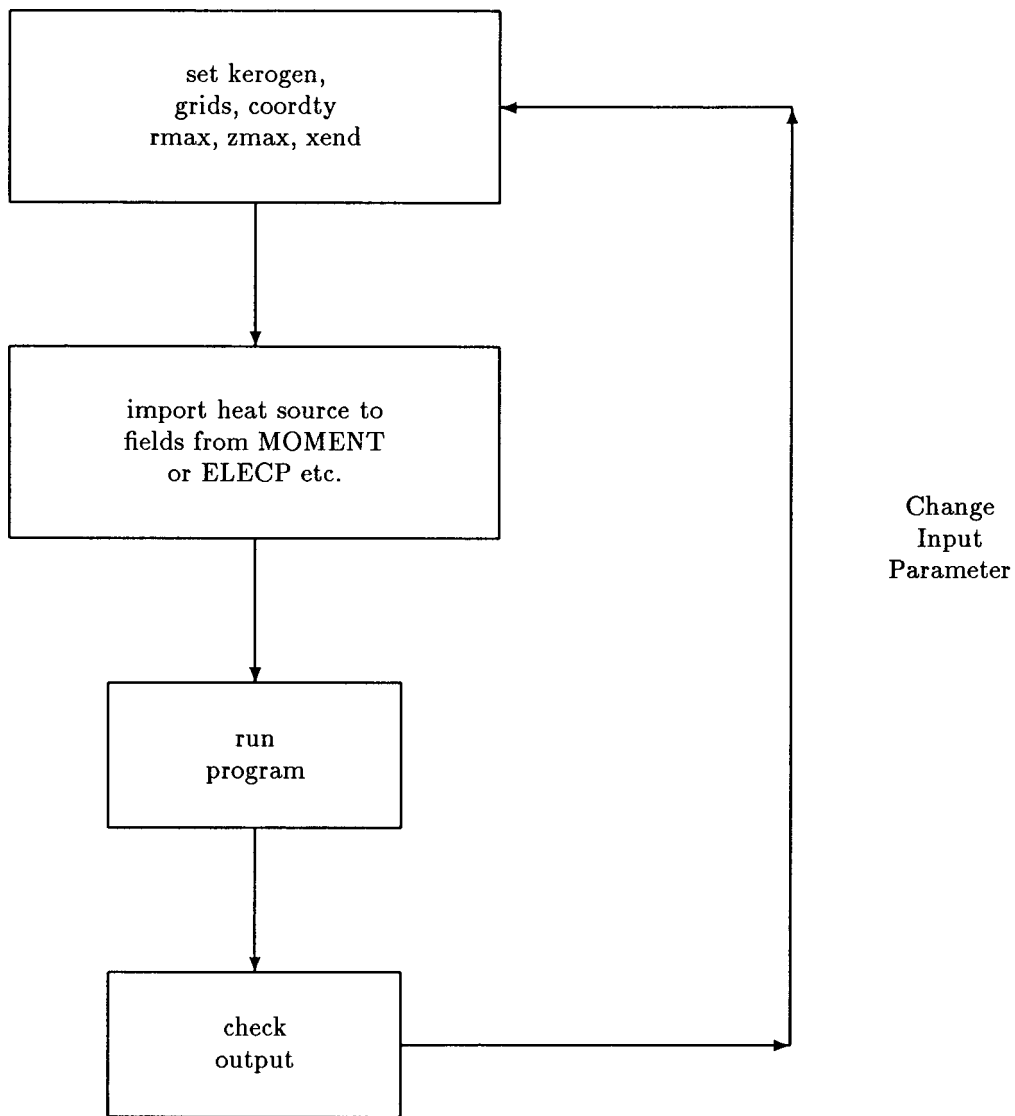 set kerogen,
grids, coordty
rmax, zmax, xend
import heat source to
fields from MOMENT
or ELECP etc.
Change
Input
Parameter
run
program
check
output